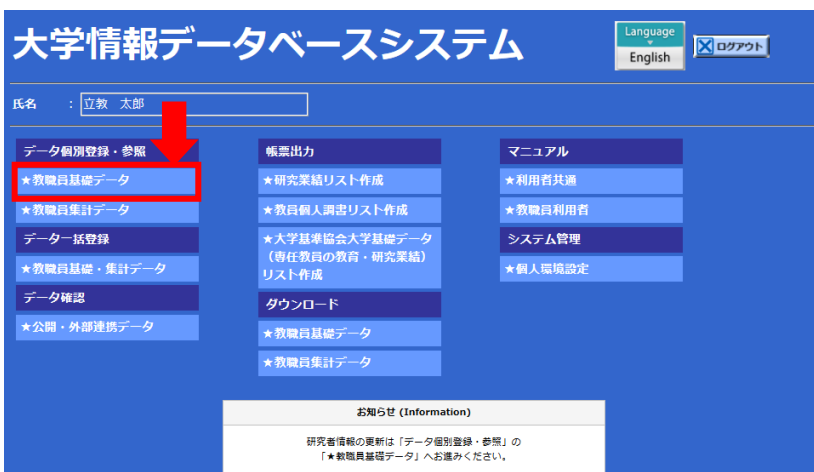 大学情報データベースシステム
Language
English
ログアウト
氏名 : 立教 太郎
データ個別登録・参照
★教職員基礎データ
★教職員集計データ
データ一括登録
★教職員基礎・集計データ
データ確認
★公開・外部連携データ
帳票出力
★研究業績リスト作成
★教員個人調書リスト作成
★大学基準協会大学基礎データ
（専任教員の教育・研究業績）
リスト作成
ダウンロード
★教職員基礎データ
★教職員集計データ
マニュアル
★利用者共通
★教職員利用者
システム管理
★個人環境設定
お知らせ (Information)
研究者情報の更新は「データ個別登録・参照」の
「★教職員基礎データ」へお進みください。